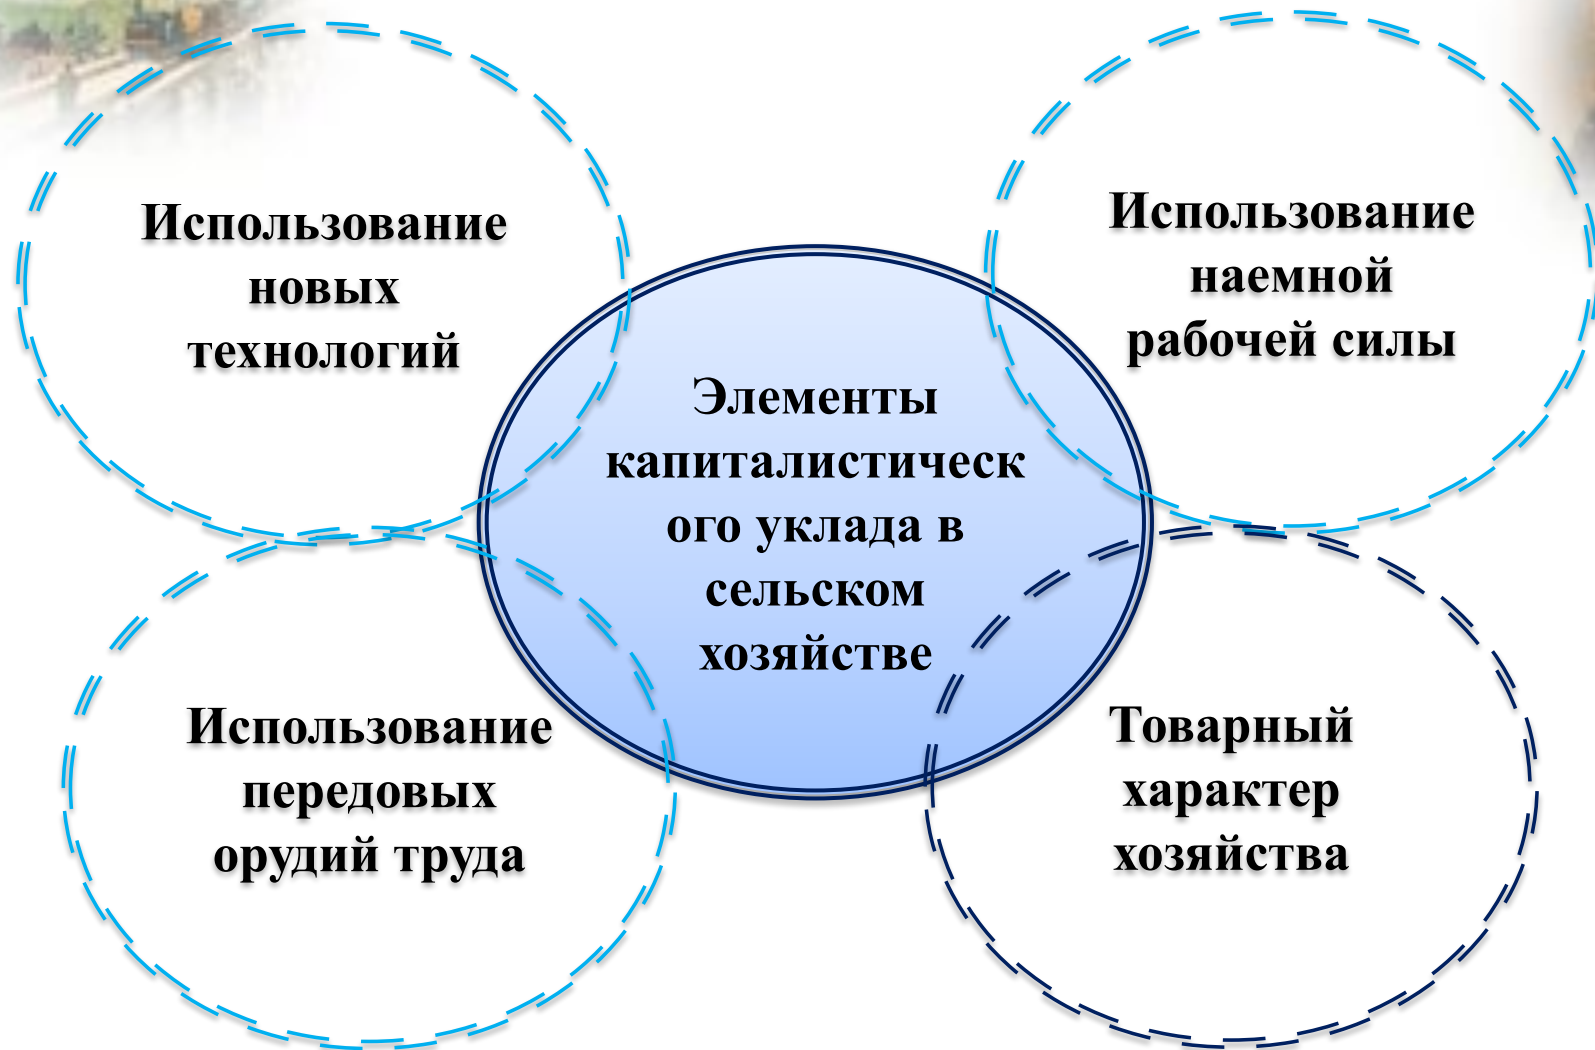 Использование
новых
технологий
Использование
наемной
рабочей силы
Элементы
капиталистическ
ого уклада в
сельском
хозяйстве
Использование
передовых
орудий труда
Товарный
характер
хозяйства